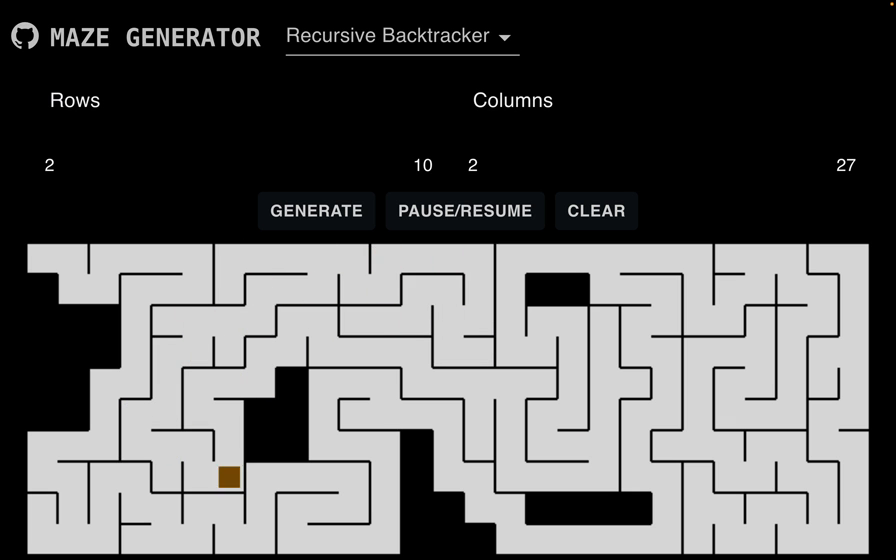 MAZE GENERATOR Recursive Backtracker
Rows Columns
2 10 2 27
GENERATE PAUSE/RESUME CLEAR